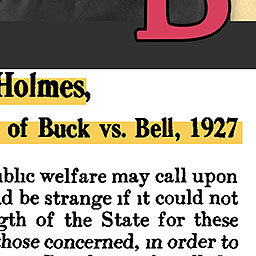 B
Holmes,
of Buck vs. Bell, 1927
ublic welfare may call upon
d be strange if it could not
gth of the State for these
hose concerned, in order to